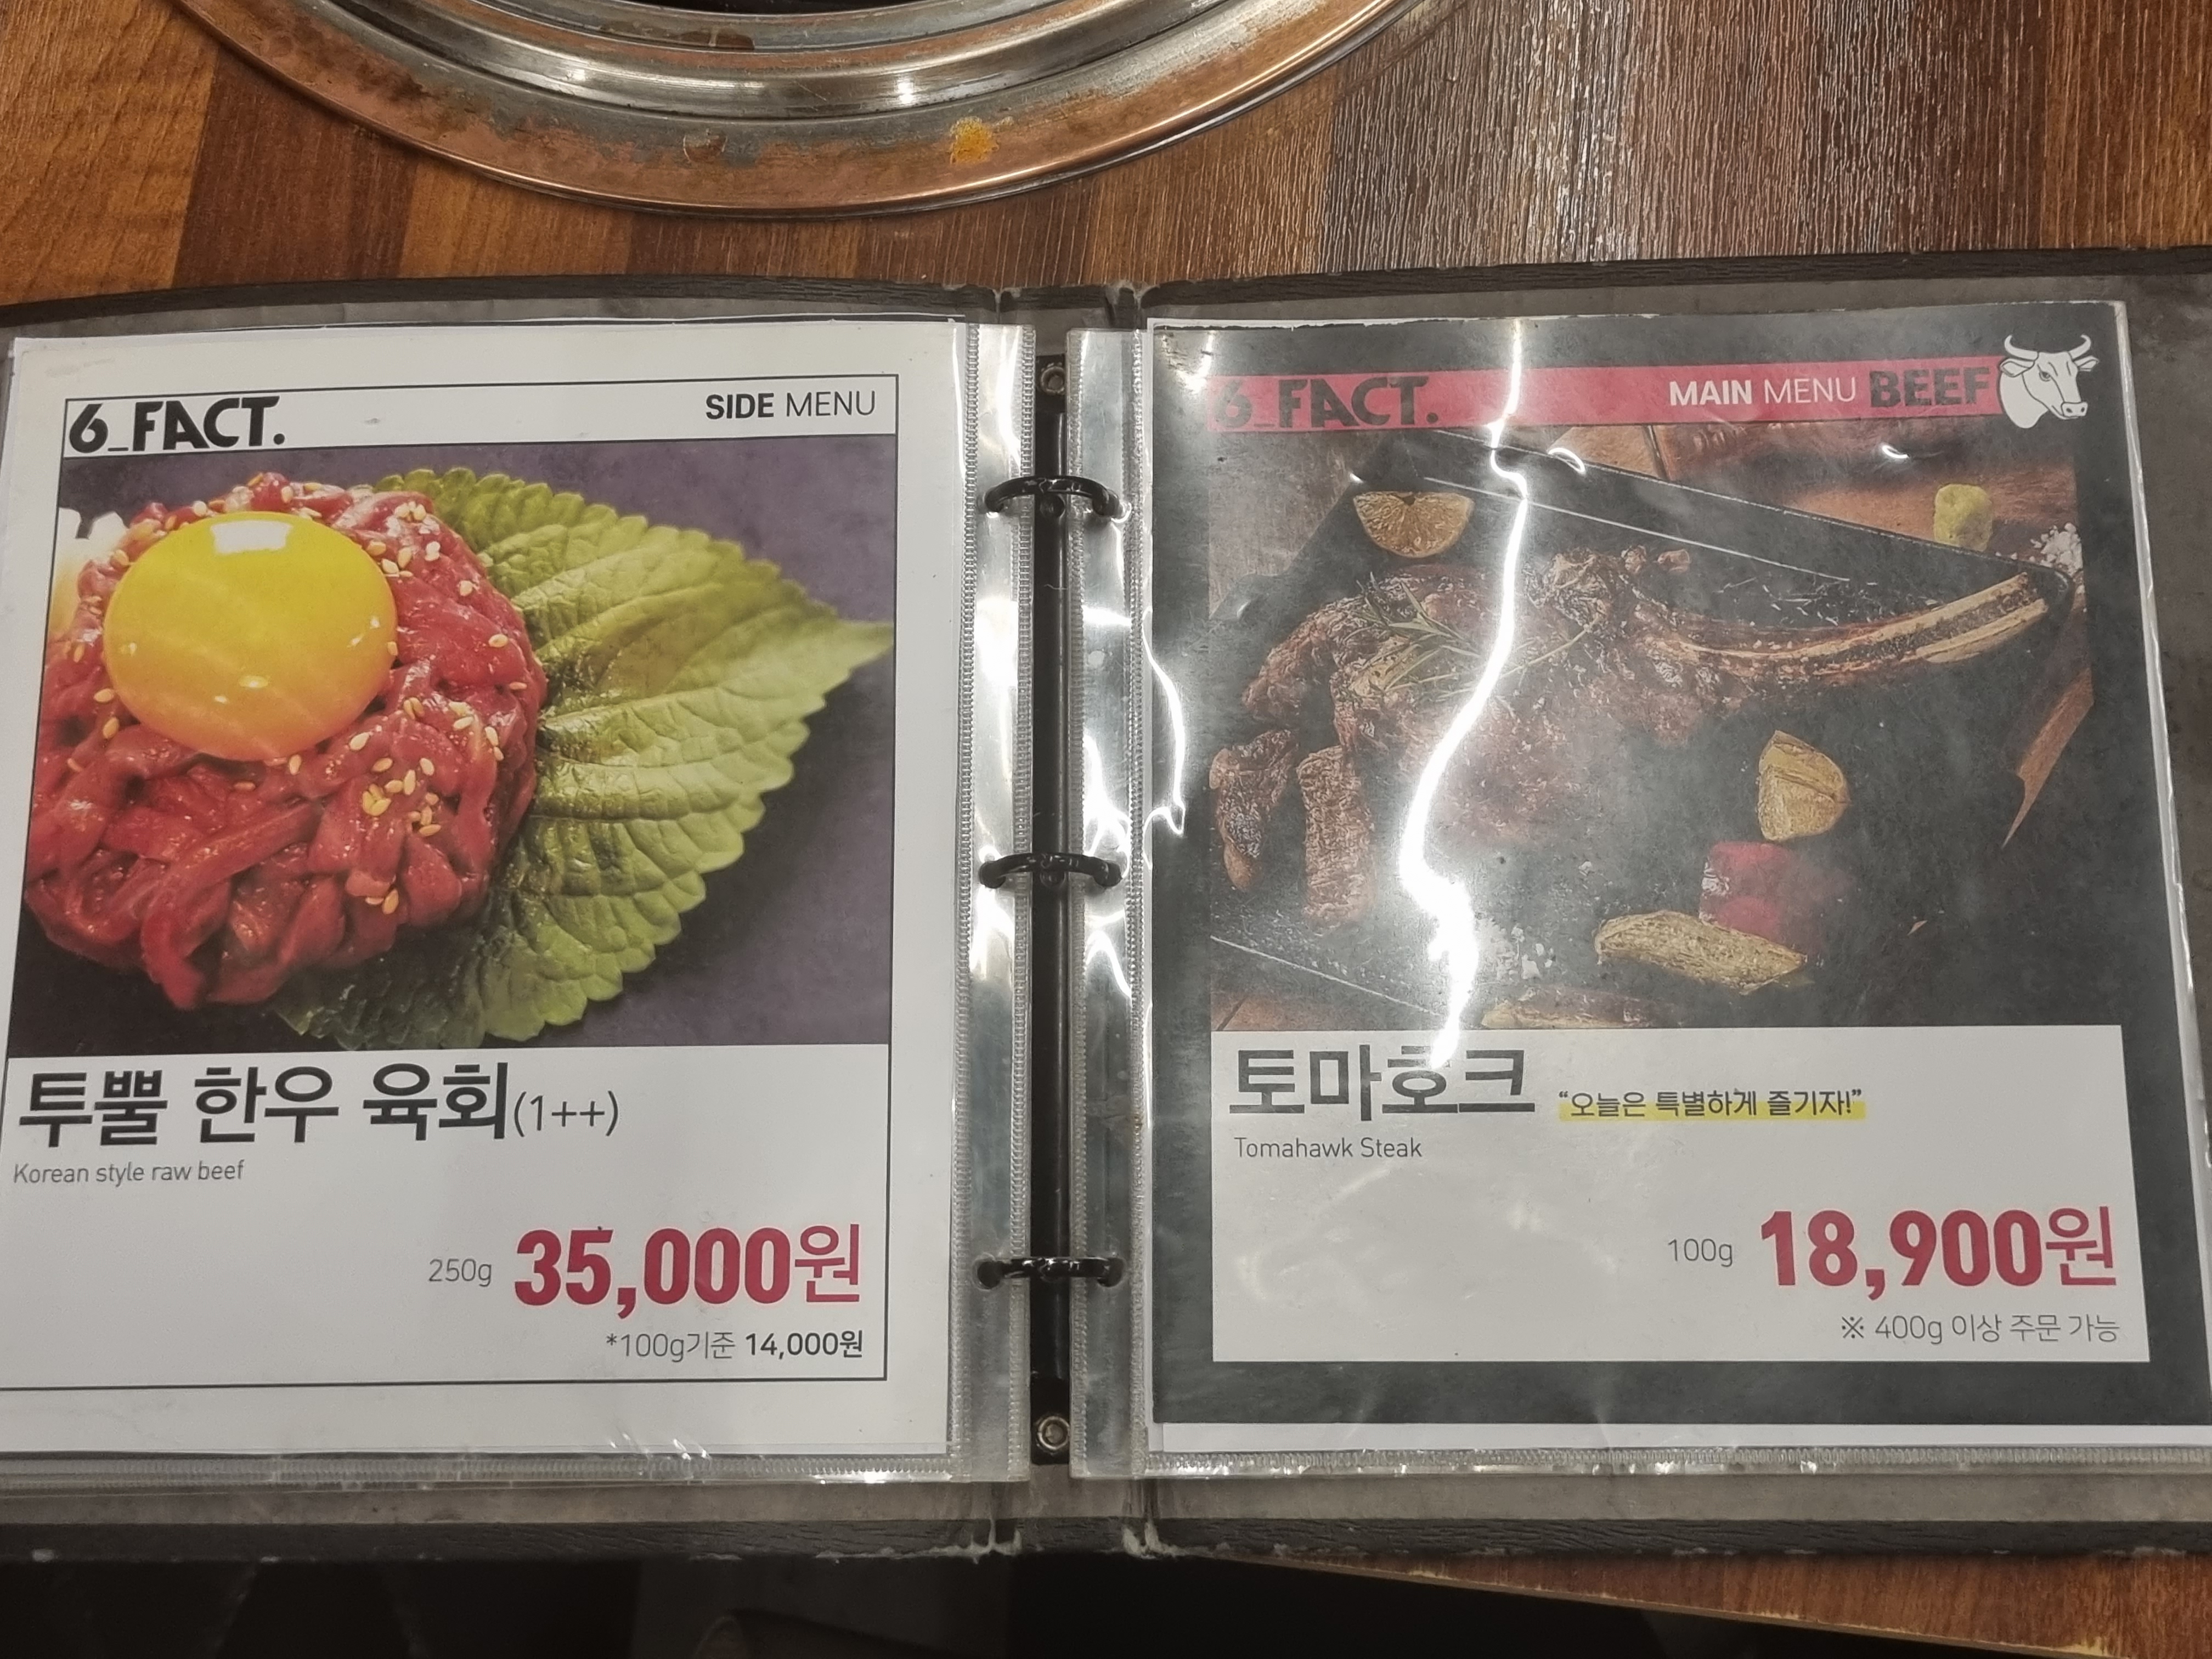 6_FACT.
SIDE MENU
투뿔 한우 육회(1++)
Korean style raw beef
250g 35,000원
*100g기준 14,000원
6_FACT.
MAIN MENU BEEF
토마호크 “오늘은 특별하게 즐기자!”
Tomahawk Steak
100g 18,900원
※ 400g 이상 주문 가능